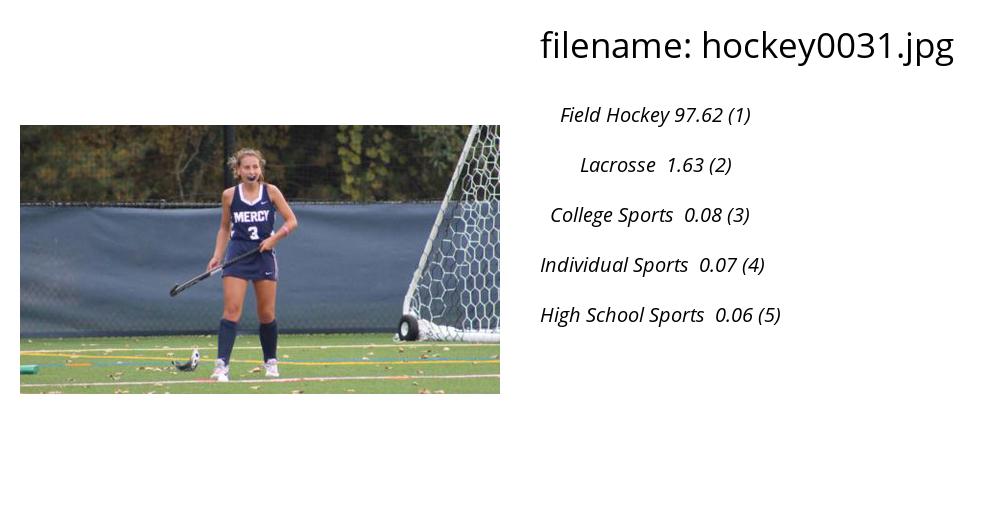 filename: hockey0031.jpg
Field Hockey 97.62 (1)
Lacrosse 1.63 (2)
College Sports 0.08 (3)
Individual Sports 0.07 (4)
High School Sports 0.06 (5)
MERCY
3